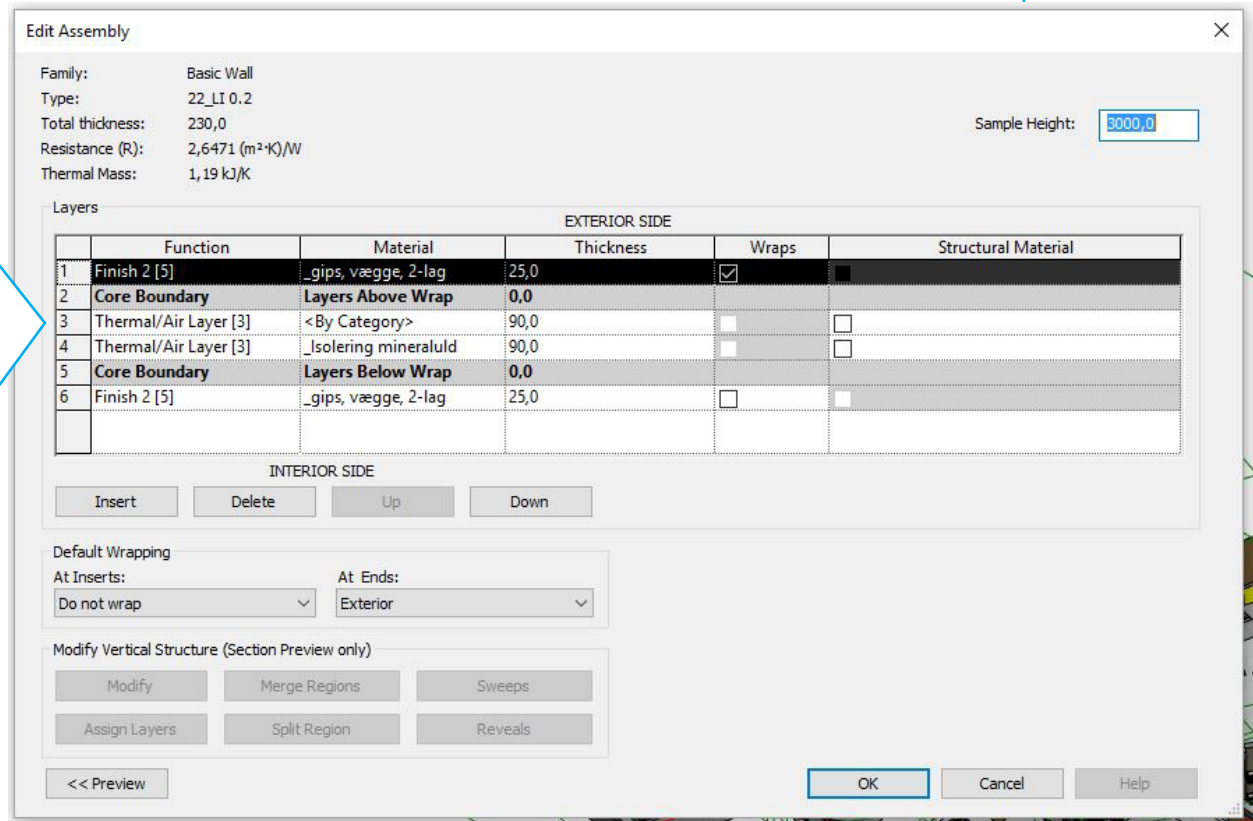 Edit Assembly
Family: Basic Wall
Type: 22_LI 0.2
Total thickness: 230,0
Sample Height: 3000,0
Resistance (R): 2,6471 (m²·K)/W
Thermal Mass: 1,19 kJ/K
Layers
EXTERIOR SIDE
Function Material Thickness Wraps Structural Material
1 Finish 2 [5] _gips, vægge, 2-lag 25,0
2 Core Boundary Layers Above Wrap 0,0
3 Thermal/Air Layer [3] <By Category> 90,0
4 Thermal/Air Layer [3] _Isolering mineraluld 90,0
5 Core Boundary Layers Below Wrap 0,0
6 Finish 2 [5] _gips, vægge, 2-lag 25,0
INTERIOR SIDE
Insert Delete Up Down
Default Wrapping
At Inserts: At Ends:
Do not wrap Exterior
Modify Vertical Structure (Section Preview only)
Modify Merge Regions Sweeps
Assign Layers Split Region Reveals
<< Preview OK Cancel Help